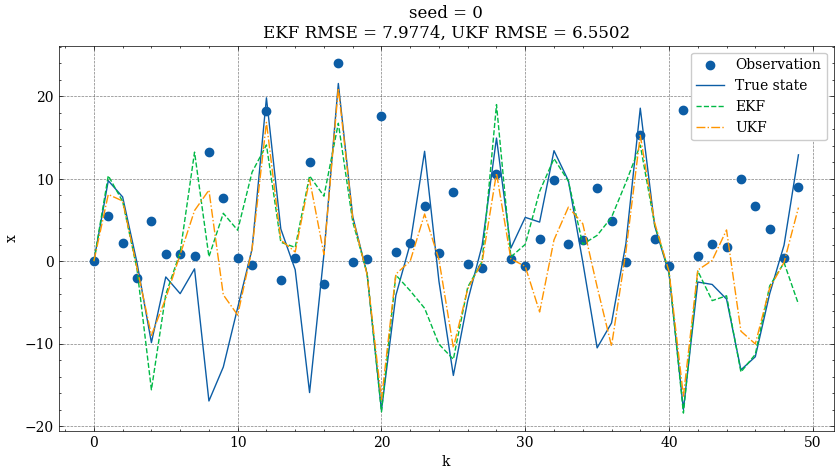 seed = 0
EKF RMSE = 7.9774, UKF RMSE = 6.5502
Observation
True state
EKF
UKF
x
20
10
0
−10
−20
0 10 20 30 40 50
k